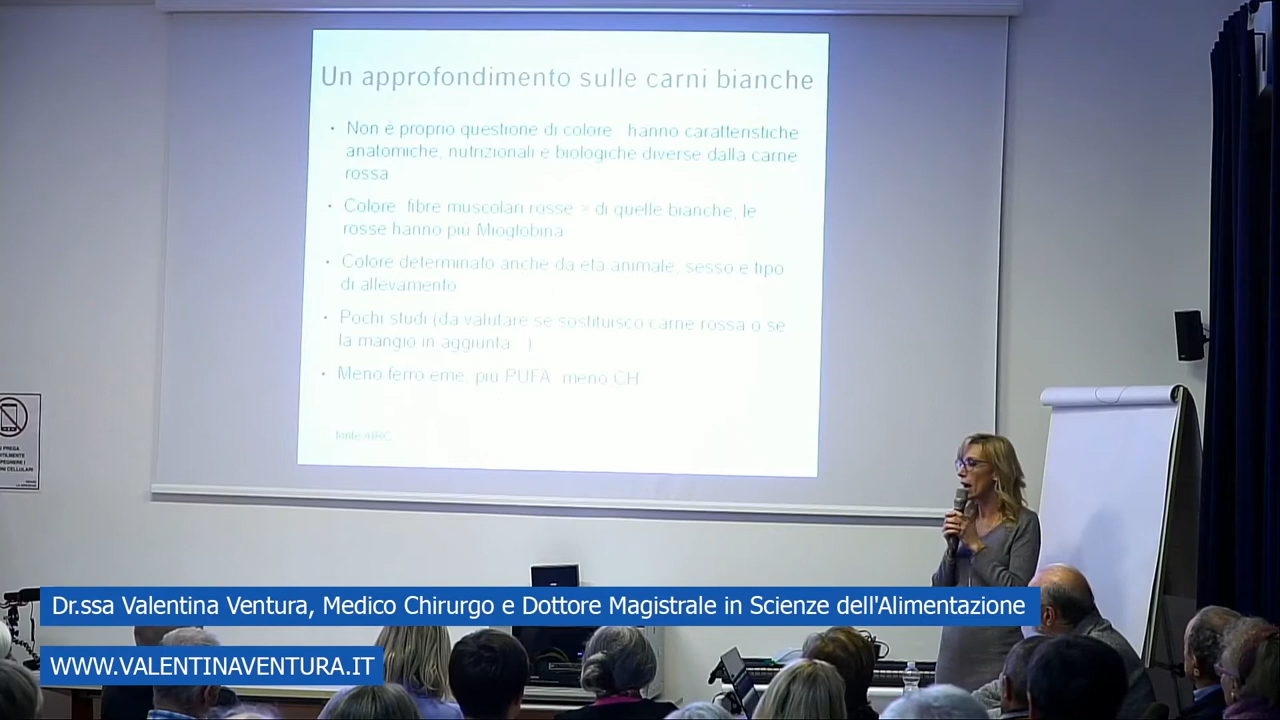 Un approfondimento sulle carni bianche
• Non è proprio questione di colore hanno caratteristiche
anatomiche, nutrizionali e biologiche diverse dalla carne
rossa
• Colore fibre muscolari rosse > di quelle bianche, le
rosse hanno più Mioglobina
• Colore determinato anche da età animale, sesso e tipo
di allevamento
• Pochi studi (da valutare se sostituisco carne rossa o se
la mangio in aggiunta )
• Meno ferro eme, più PUFA meno CH
fonte AIRC
PREGA
CELLULARI
Dr.ssa Valentina Ventura, Medico Chirurgo e Dottore Magistrale in Scienze dell'Alimentazione
WWW.VALENTINAVENTURA.IT